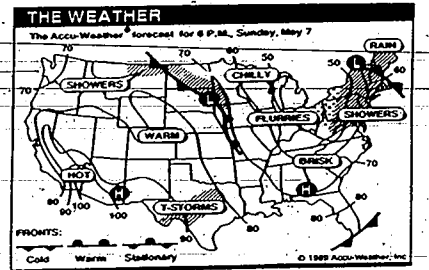 THE WEATHER
The Accu-Weather® forecast for 6 P.M., Sunday, May 7
70
60
50
RAIN
70
L
60
SHOWERS
CHILLY
L
70
FLURRIES
SHOWERS
WARM
BRISK
HOT
70
H
H
80
90
100
100
T-STORMS
80
80
90
80
FRONTS:
Cold Warm Stationary
© 1989 Accu-Weather, Inc